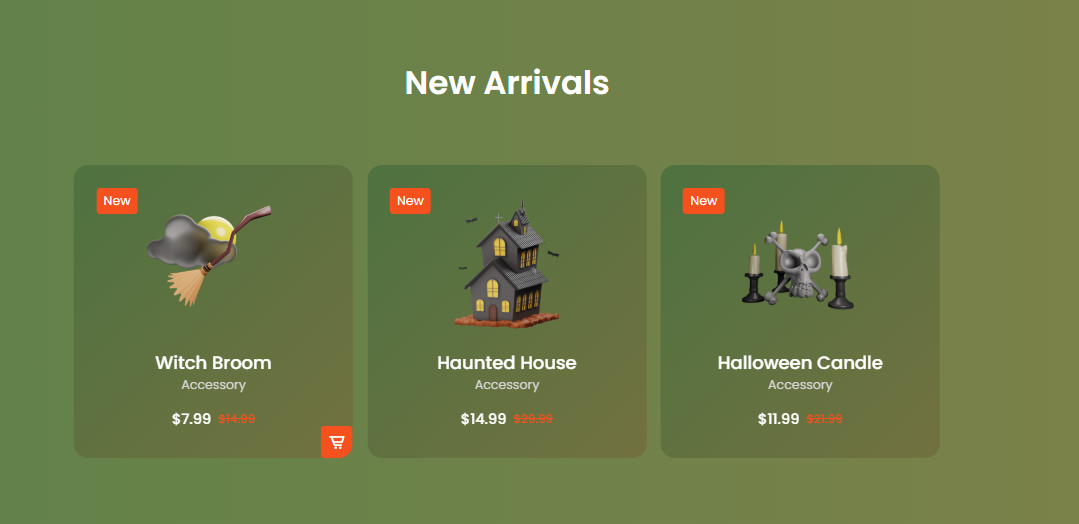 New Arrivals
New
New
New
Witch Broom
Haunted House
Halloween Candle
Accessory
Accessory
Accessory
$7.99 $14.99
$14.99 $29.99
$11.99 $21.99